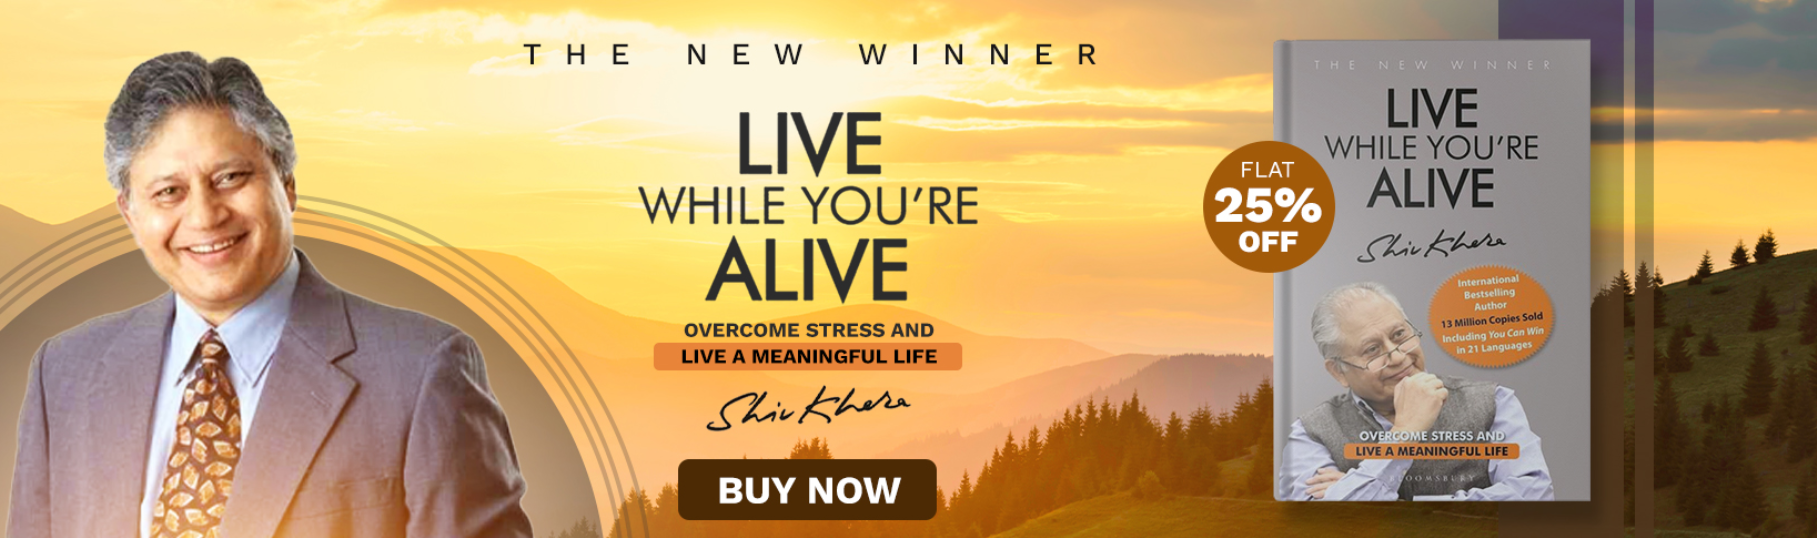 THE NEW WINNER
LIVE
WHILE YOU'RE
ALIVE
OVERCOME STRESS AND
LIVE A MEANINGFUL LIFE
Shiv Khera
BUY NOW
FLAT
25%
OFF
THE NEW WINNER
LIVE
WHILE YOU'RE
ALIVE
Shiv Khera
International
Bestselling
Author
13 Million Copies Sold
Including You Can Win
in 21 Languages
OVERCOME STRESS AND
LIVE A MEANINGFUL LIFE
BLOOMSBURY